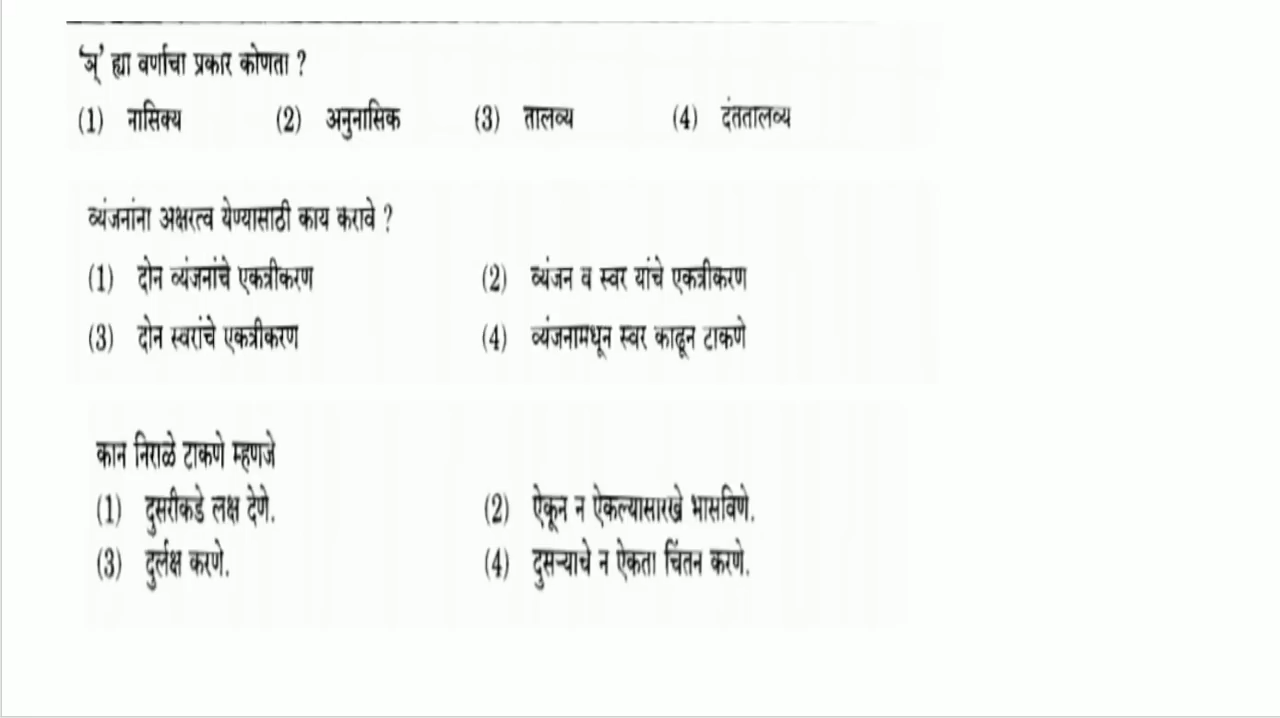 'ञ्' ह्या वर्णाचा प्रकार कोणता ?
(1) नासिक्य (2) अनुनासिक (3) तालव्य (4) दंततालव्य
व्यंजनांना अक्षरत्व येण्यासाठी काय करावे ?
(1) दोन व्यंजनांचे एकत्रीकरण (2) व्यंजन व स्वर यांचे एकत्रीकरण
(3) दोन स्वरांचे एकत्रीकरण (4) व्यंजनामधून स्वर काढून टाकणे
कान निराळे टाकणे म्हणजे
(1) दुसरीकडे लक्ष देणे. (2) ऐकून न ऐकल्यासारखे भासविणे.
(3) दुर्लक्ष करणे. (4) दुसऱ्याचे न ऐकता चिंतन करणे.